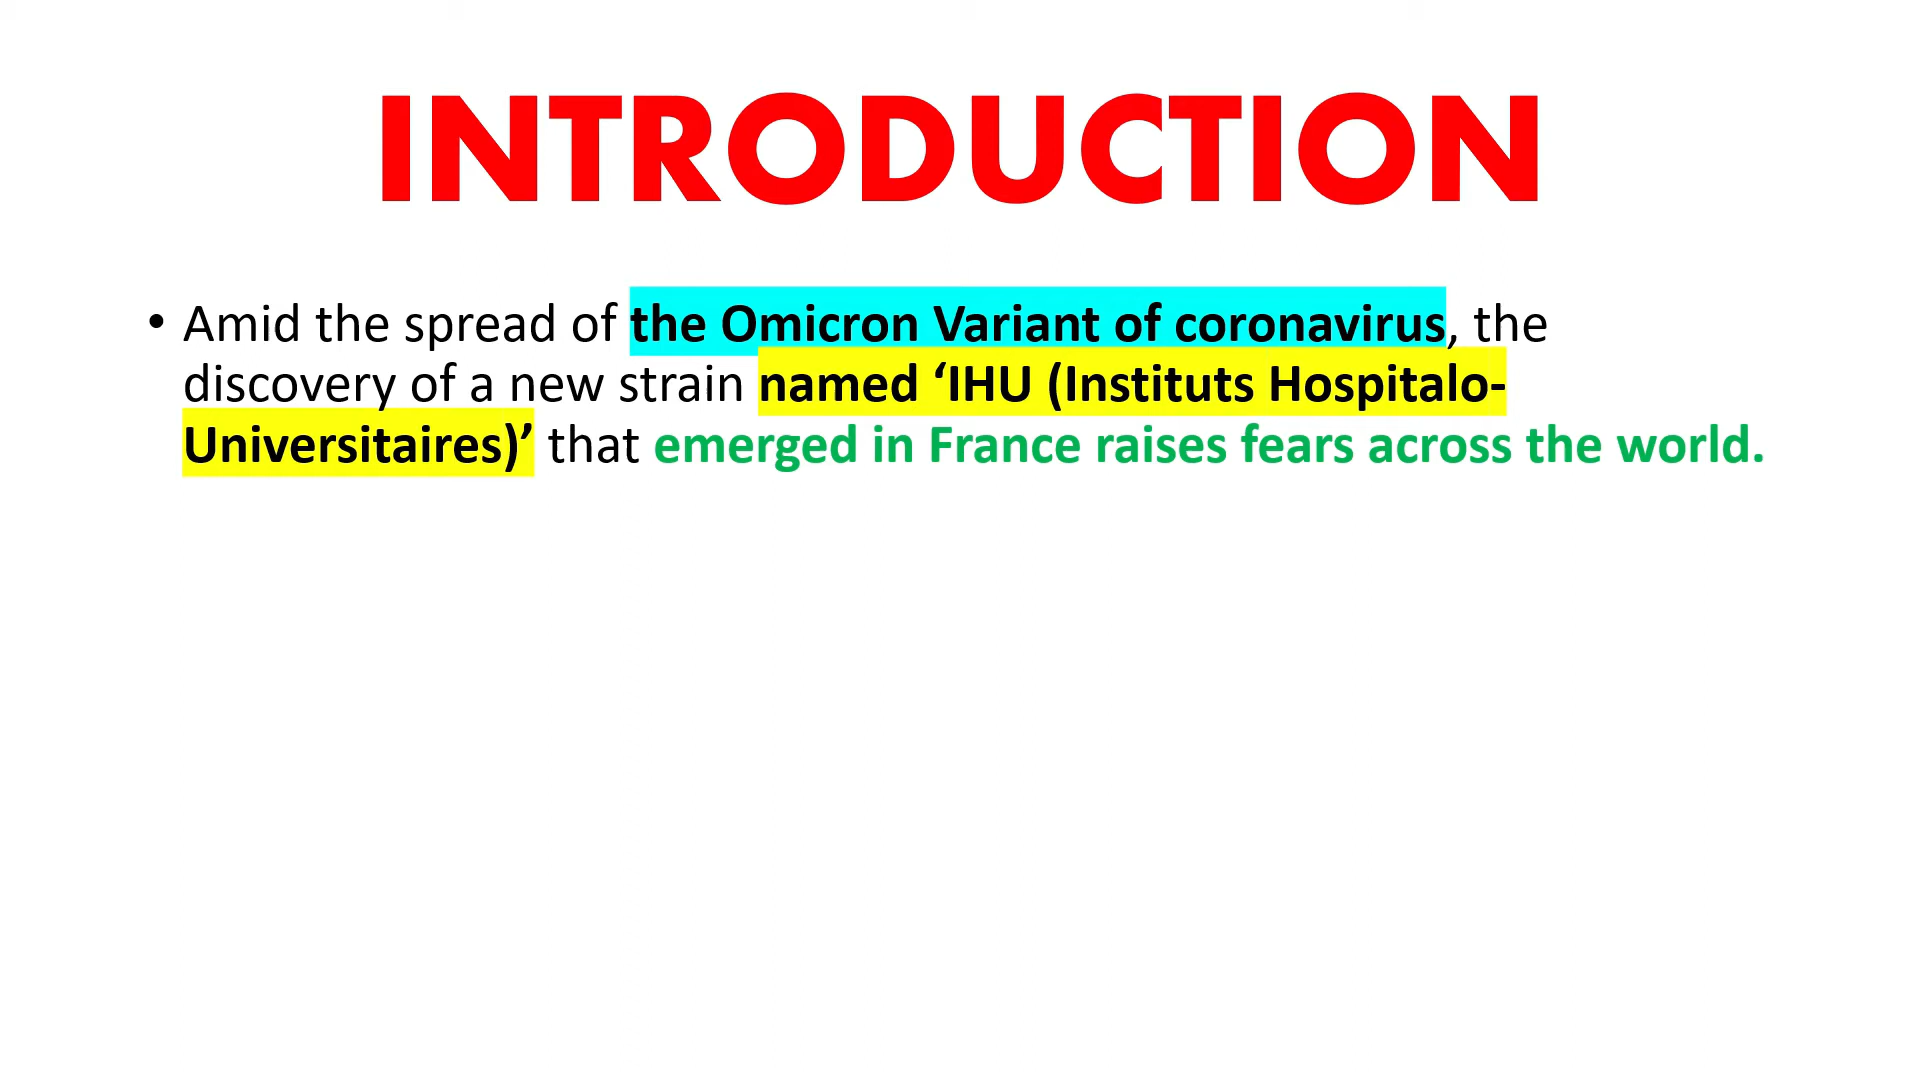 INTRODUCTION
• Amid the spread of the Omicron Variant of coronavirus, the
discovery of a new strain named ‘IHU (Instituts Hospitalo-
Universitaires)’ that emerged in France raises fears across the world.